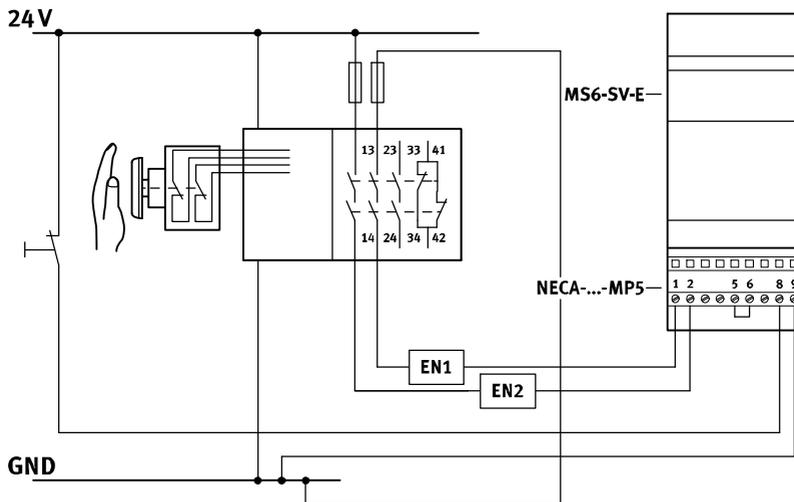 24 V
MS6-SV-E
13 23 33 41
14 24 34 42
NECA-...-MP5
1 2 5 6 8 9
EN1
EN2
GND